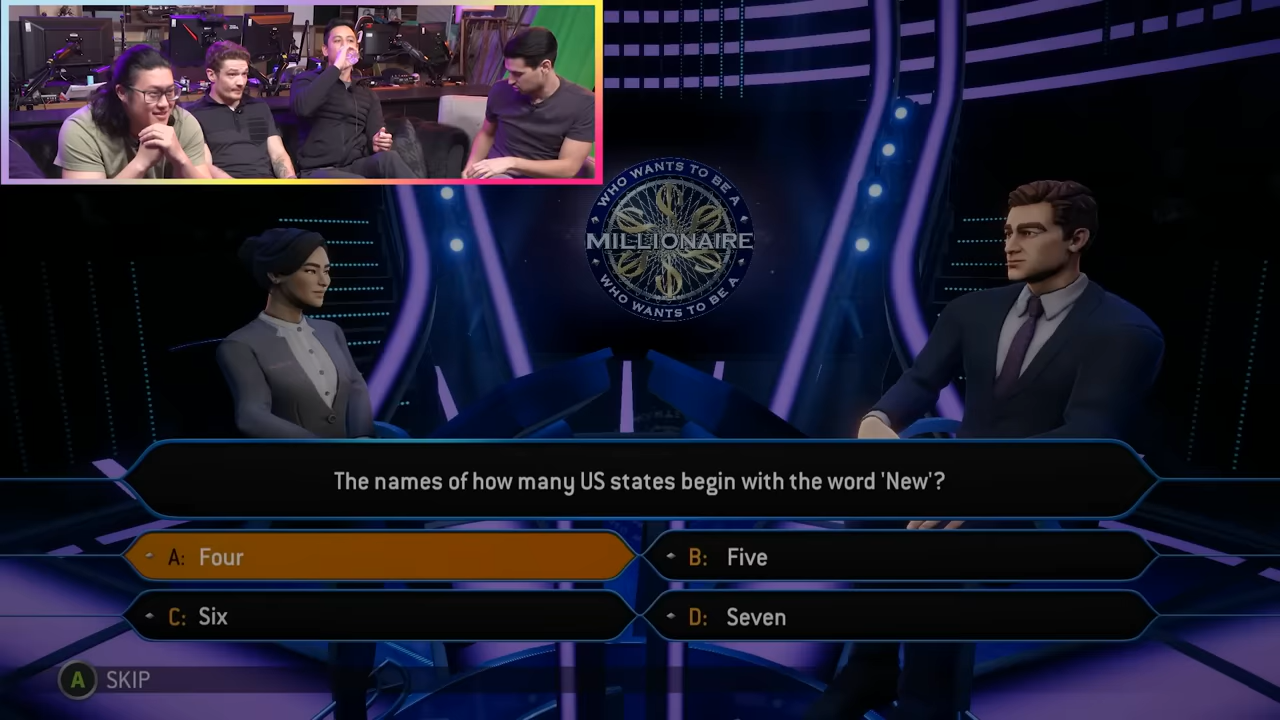 WHO WANTS TO BE A
MILLIONAIRE
WHO WANTS TO BE A
The names of how many US states begin with the word 'New'?
A: Four
B: Five
C: Six
D: Seven
A SKIP